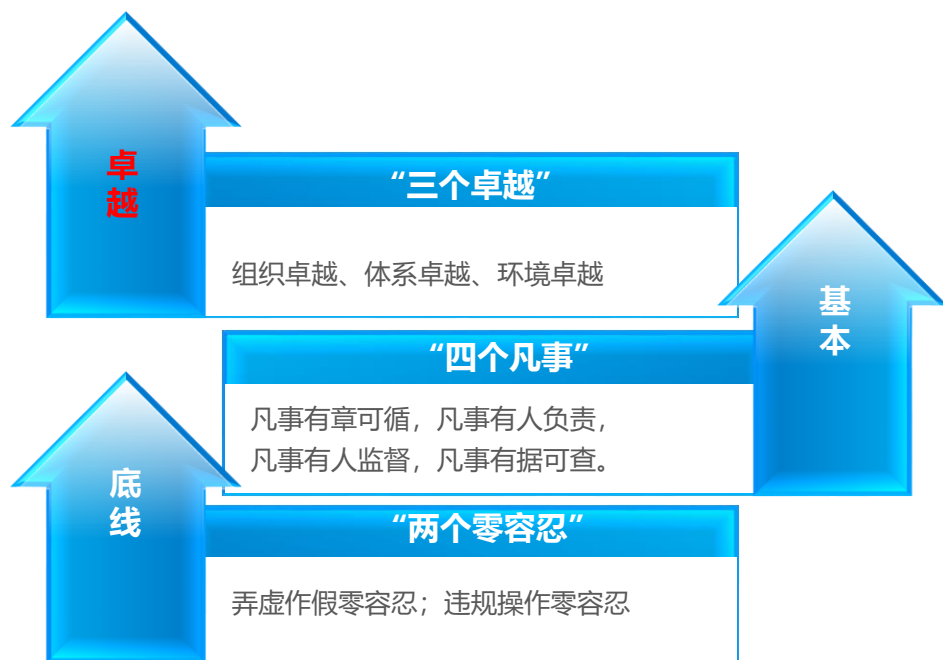 卓
越
“三个卓越”
组织卓越、体系卓越、环境卓越
基
本
“四个凡事”
凡事有章可循，凡事有人负责，
凡事有人监督，凡事有据可查。
底
线
“两个零容忍”
弄虚作假零容忍；违规操作零容忍